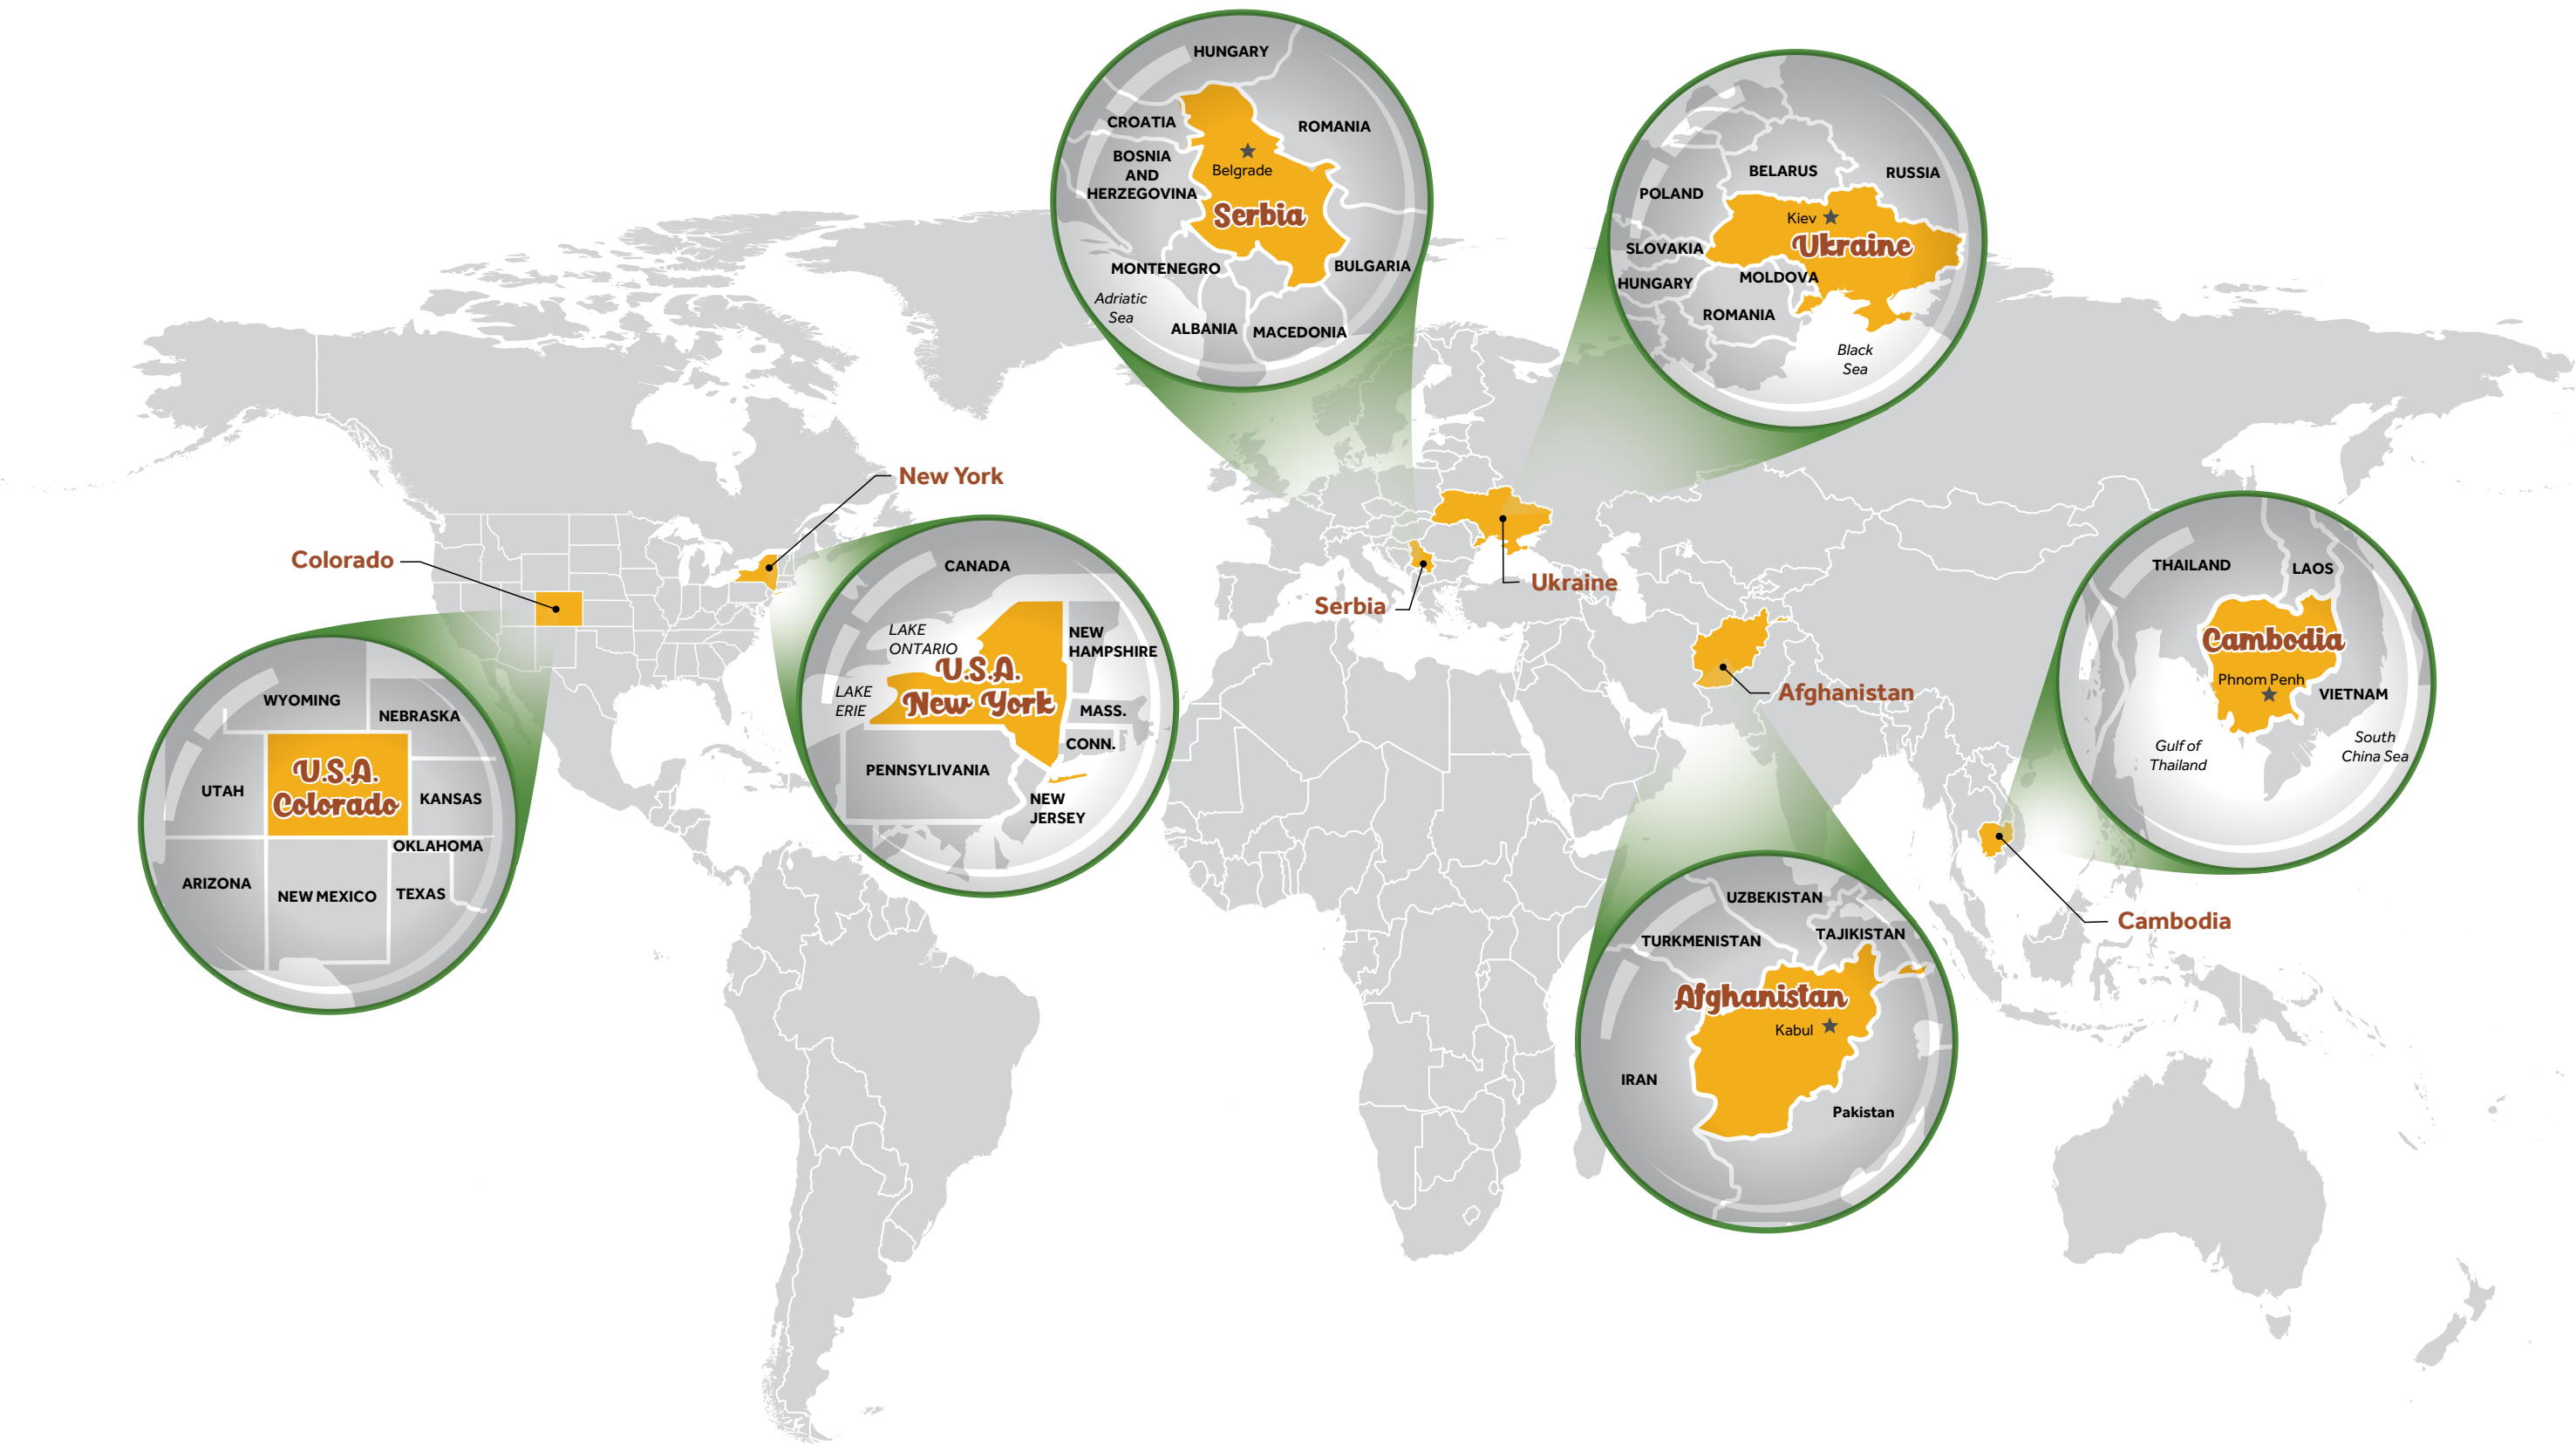 HUNGARY
CROATIA
ROMANIA
BOSNIA
AND
HERZEGOVINA
Belgrade
Serbia
MONTENEGRO
BULGARIA
Adriatic
Sea
ALBANIA
MACEDONIA
BELARUS
RUSSIA
POLAND
Kiev
Ukraine
SLOVAKIA
HUNGARY
MOLDOVA
ROMANIA
Black
Sea
New York
Colorado
Serbia
Ukraine
Afghanistan
Cambodia
CANADA
LAKE
ONTARIO
NEW
HAMPSHIRE
U.S.A.
New York
LAKE
ERIE
MASS.
CONN.
PENNSYLVANIA
NEW
JERSEY
WYOMING
NEBRASKA
U.S.A.
Colorado
UTAH
KANSAS
OKLAHOMA
ARIZONA
NEW MEXICO
TEXAS
THAILAND
LAOS
Cambodia
Phnom Penh
VIETNAM
Gulf of
Thailand
South
China Sea
UZBEKISTAN
TURKMENISTAN
TAJIKISTAN
Afghanistan
Kabul
IRAN
Pakistan